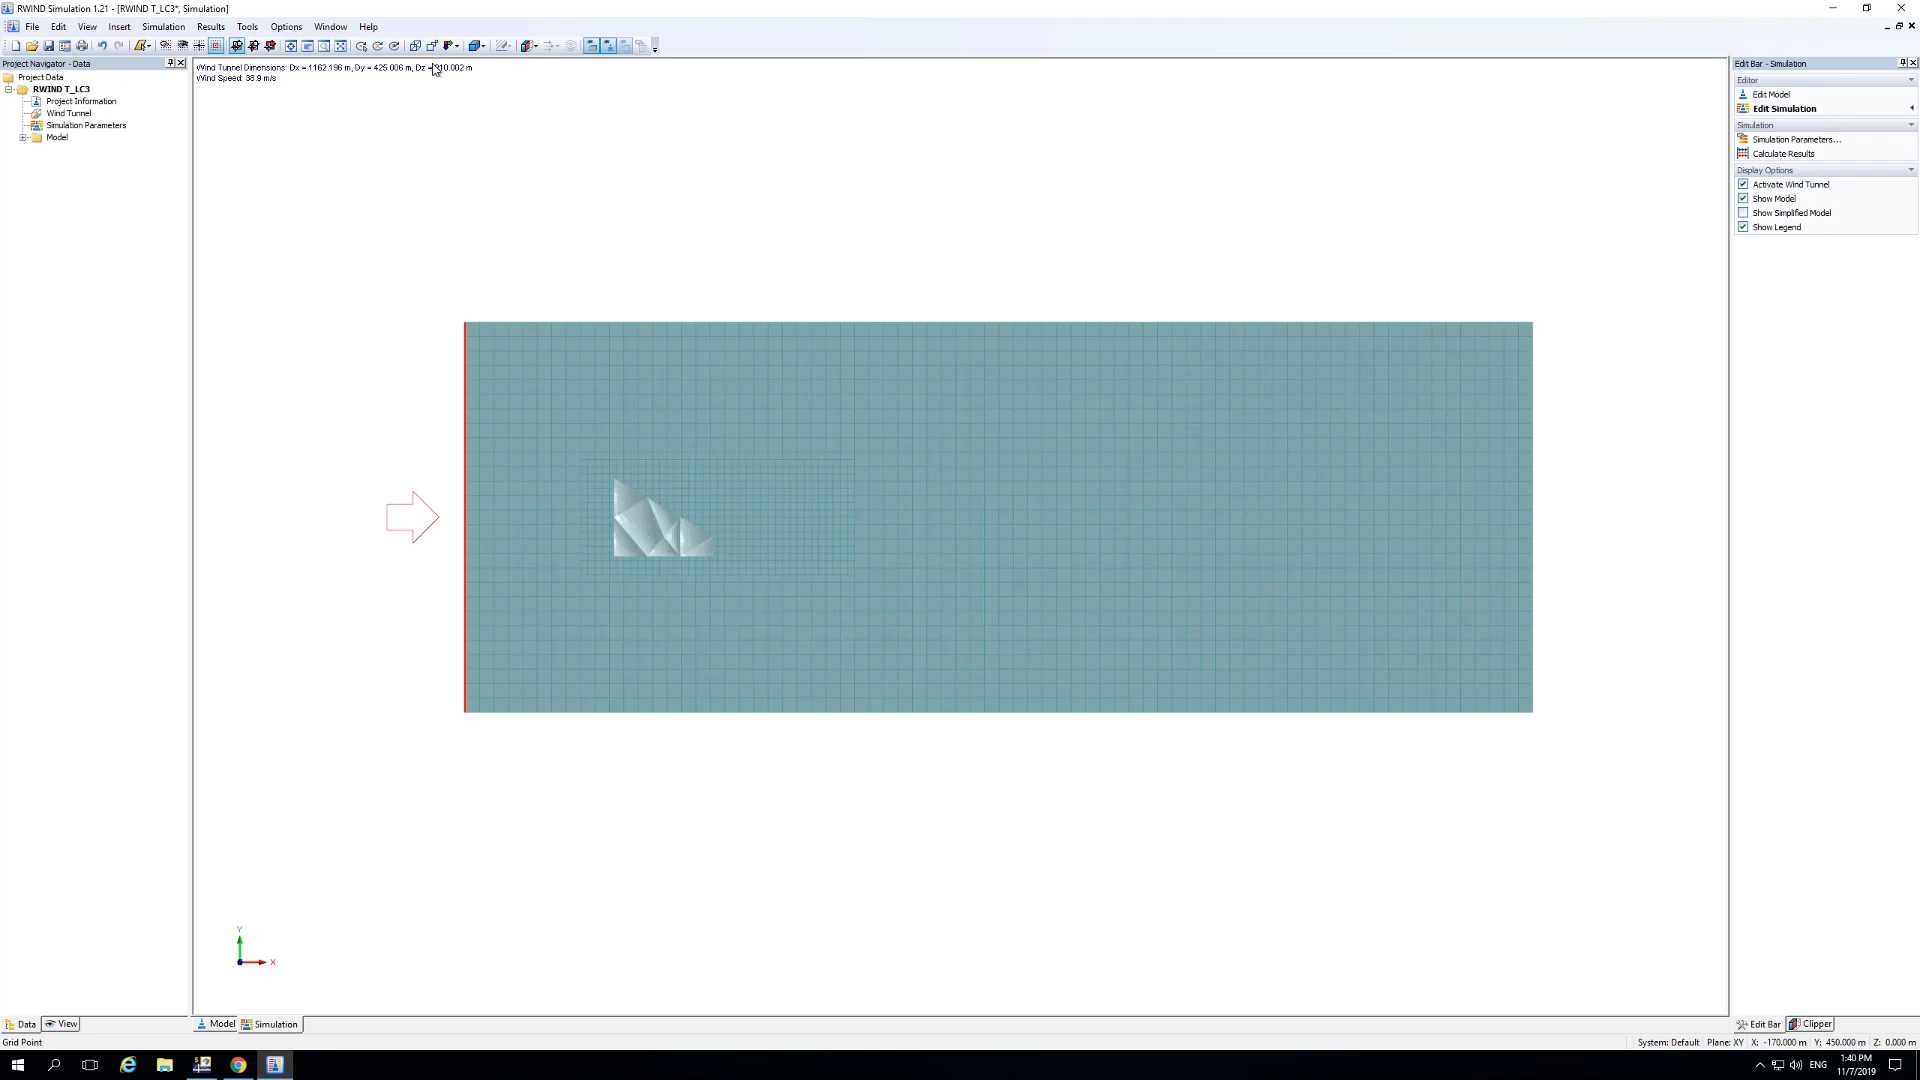 RWIND Simulation 1.21 - [RWIND T_LC3*, Simulation]
File Edit View Insert Simulation Results Tools Options Window Help
Project Navigator - Data
Project Data
RWIND T_LC3
Project Information
Wind Tunnel
Simulation Parameters
Model
Wind Tunnel Dimensions: Dx = 1162.196 m, Dy = 425.006 m, Dz =
10.002 m
Wind Speed: 38.9 m/s
Y
X
Edit Bar - Simulation
Editor
Edit Model
Edit Simulation
Simulation
Simulation Parameters...
Calculate Results
Display Options
Activate Wind Tunnel
Show Model
Show Simplified Model
Show Legend
Data View
Model Simulation
Edit Bar Clipper
Grid Point
System: Default Plane: XY X: -170.000 m Y: 450.000 m Z: 0.000 m
ENG
1:40 PM
11/7/2019